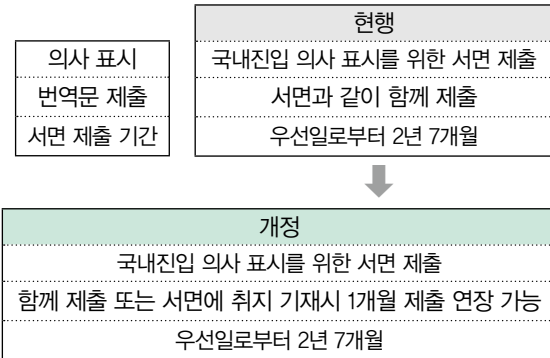 현행
의사 표시
국내진입 의사 표시를 위한 서면 제출
번역문 제출
서면과 같이 함께 제출
서면 제출 기간
우선일로부터 2년 7개월
개정
국내진입 의사 표시를 위한 서면 제출
함께 제출 또는 서면에 취지 기재시 1개월 제출 연장 가능
우선일로부터 2년 7개월